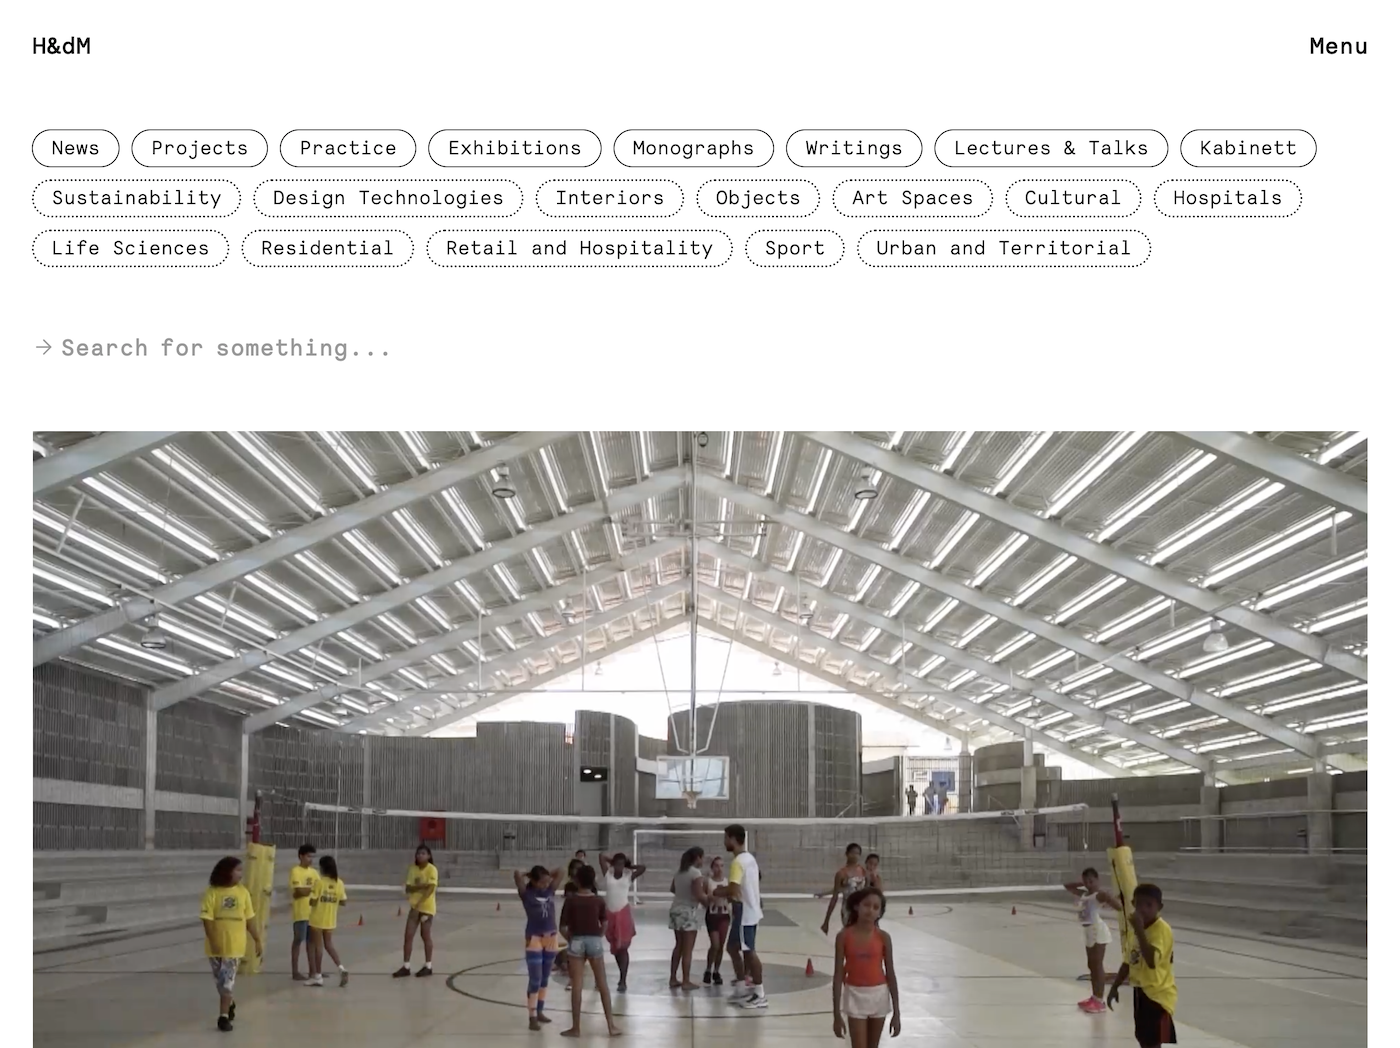 H&dM
Menu
News Projects Practice Exhibitions Monographs Writings Lectures & Talks Kabinett
Sustainability Design Technologies Interiors Objects Art Spaces Cultural Hospitals
Life Sciences Residential Retail and Hospitality Sport Urban and Territorial
→ Search for something...